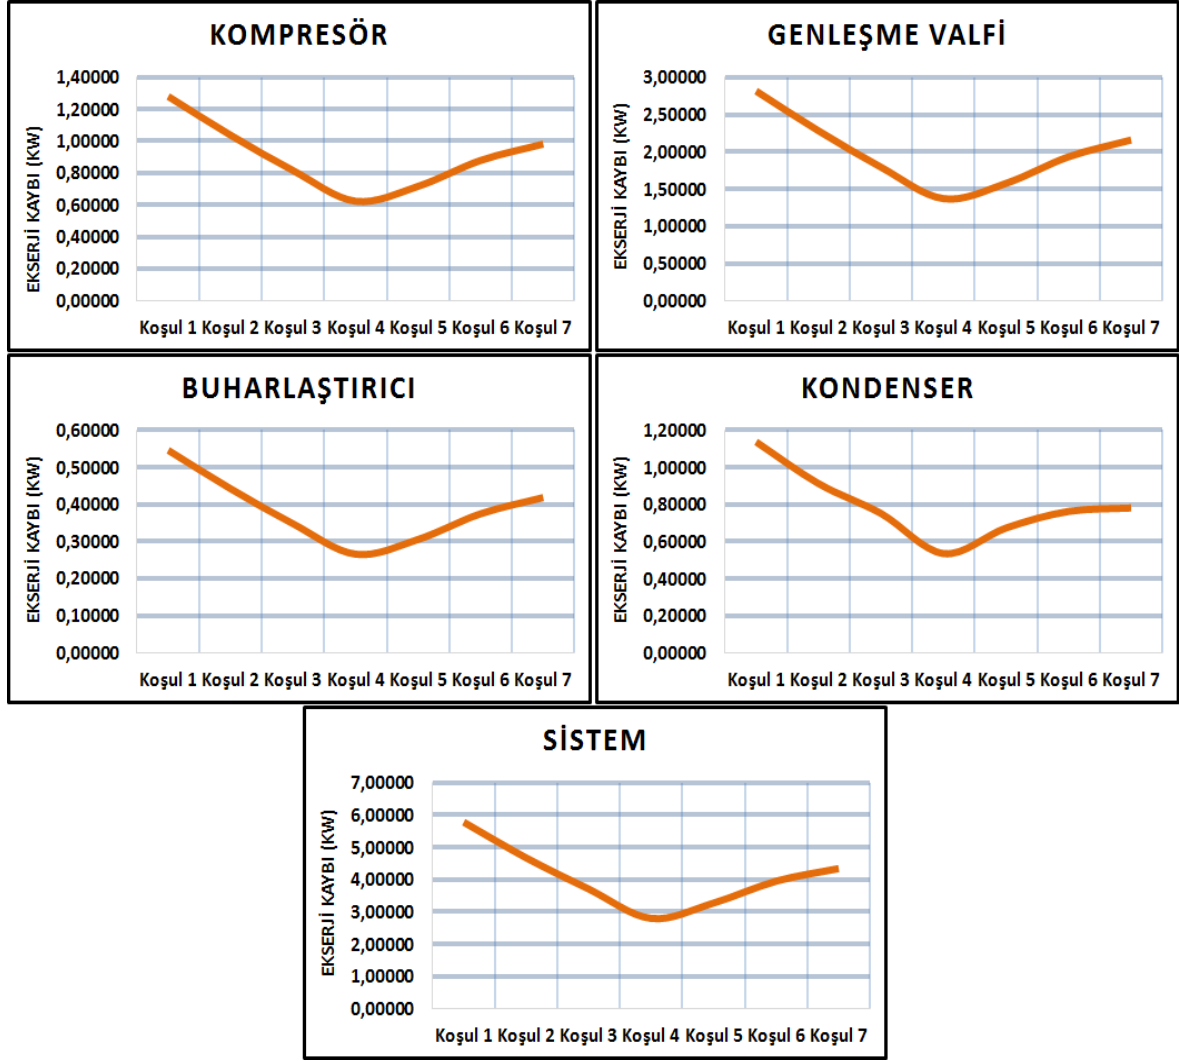 KOMPRESÖR
EKSERJİ KAYBI (KW)
1,40000
1,20000
1,00000
0,80000
0,60000
0,40000
0,20000
0,00000
Koşul 1 Koşul 2 Koşul 3 Koşul 4 Koşul 5 Koşul 6 Koşul 7
GENLEŞME VALFİ
EKSERJİ KAYBI (KW)
3,00000
2,50000
2,00000
1,50000
1,00000
0,50000
0,00000
Koşul 1 Koşul 2 Koşul 3 Koşul 4 Koşul 5 Koşul 6 Koşul 7
BUHARLAŞTIRICI
EKSERJİ KAYBI (KW)
0,60000
0,50000
0,40000
0,30000
0,20000
0,10000
0,00000
Koşul 1 Koşul 2 Koşul 3 Koşul 4 Koşul 5 Koşul 6 Koşul 7
KONDENSER
EKSERJİ KAYBI (KW)
1,20000
1,00000
0,80000
0,60000
0,40000
0,20000
0,00000
Koşul 1 Koşul 2 Koşul 3 Koşul 4 Koşul 5 Koşul 6 Koşul 7
SİSTEM
EKSERJİ KAYBI (KW)
7,00000
6,00000
5,00000
4,00000
3,00000
2,00000
1,00000
0,00000
Koşul 1 Koşul 2 Koşul 3 Koşul 4 Koşul 5 Koşul 6 Koşul 7